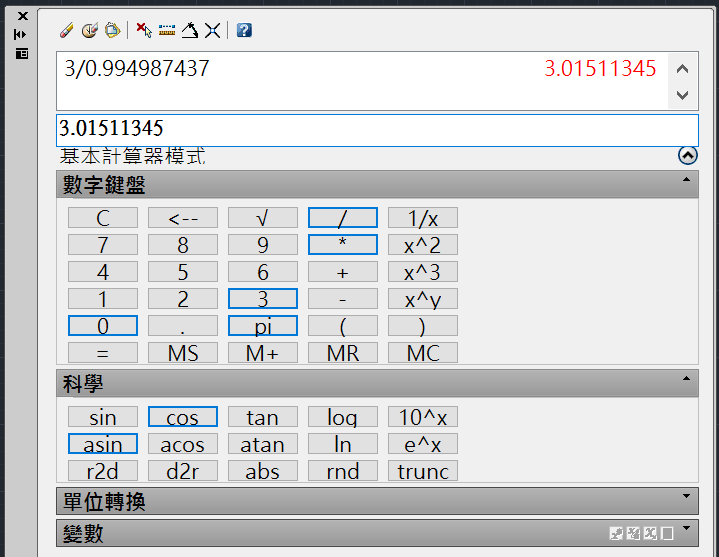 3/0.994987437 3.01511345
3.01511345
基本計算器模式
數字鍵盤
C <-- √ / 1/x
7 8 9 * x^2
4 5 6 + x^3
1 2 3 - x^y
0 . pi ( )
= MS M+ MR MC
科學
sin cos tan log 10^x
asin acos atan ln e^x
r2d d2r abs rnd trunc
單位轉換
變數